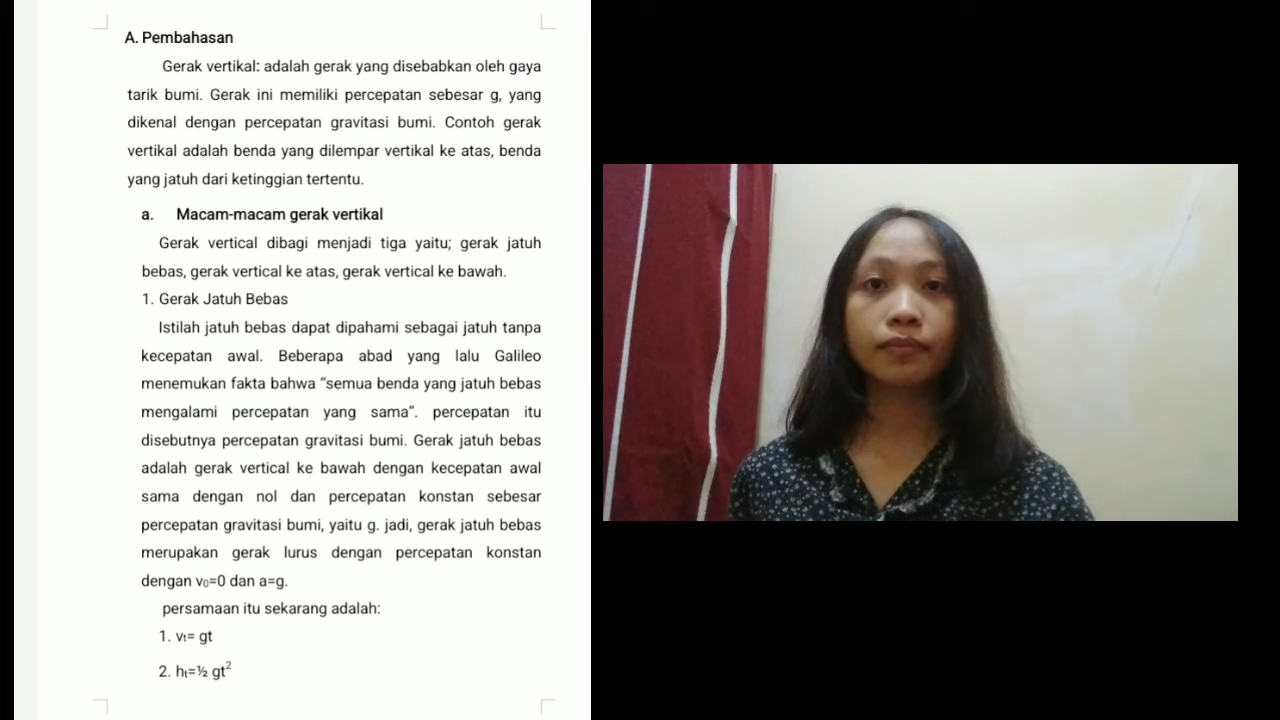 A. Pembahasan
Gerak vertikal: adalah gerak yang disebabkan oleh gaya
tarik bumi. Gerak ini memiliki percepatan sebesar g, yang
dikenal dengan percepatan gravitasi bumi. Contoh gerak
vertikal adalah benda yang dilempar vertikal ke atas, benda
yang jatuh dari ketinggian tertentu.
a. Macam-macam gerak vertikal
Gerak vertical dibagi menjadi tiga yaitu; gerak jatuh
bebas, gerak vertical ke atas, gerak vertical ke bawah.
1. Gerak Jatuh Bebas
Istilah jatuh bebas dapat dipahami sebagai jatuh tanpa
kecepatan awal. Beberapa abad yang lalu Galileo
menemukan fakta bahwa “semua benda yang jatuh bebas
mengalami percepatan yang sama”. percepatan itu
disebutnya percepatan gravitasi bumi. Gerak jatuh bebas
adalah gerak vertical ke bawah dengan kecepatan awal
sama dengan nol dan percepatan konstan sebesar
percepatan gravitasi bumi, yaitu g. jadi, gerak jatuh bebas
merupakan gerak lurus dengan percepatan konstan
dengan v₀=0 dan a=g.
persamaan itu sekarang adalah:
1. vₜ= gt
2. hₜ=½ gt²